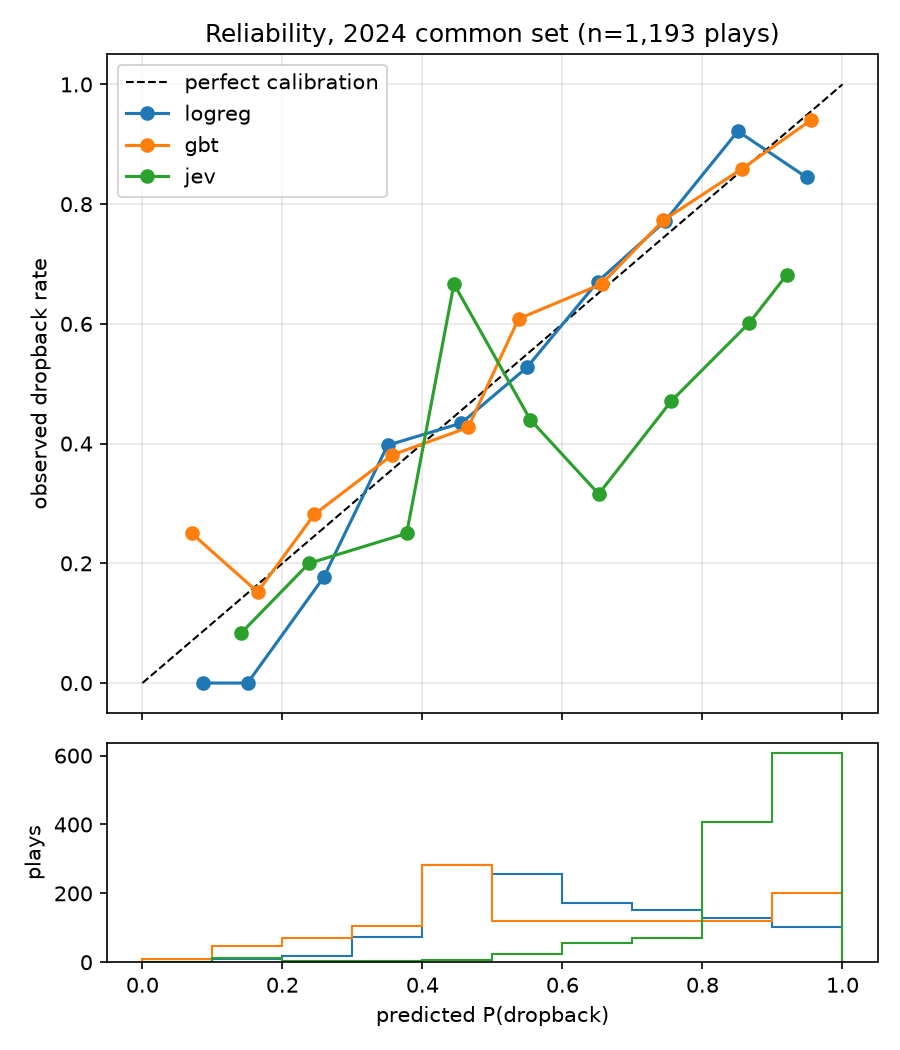 Reliability, 2024 common set (n=1,193 plays)
perfect calibration
logreg
gbt
jev
1.0
0.8
0.6
0.4
0.2
0.0
observed dropback rate
600
400
200
0
plays
0.0 0.2 0.4 0.6 0.8 1.0
predicted P(dropback)